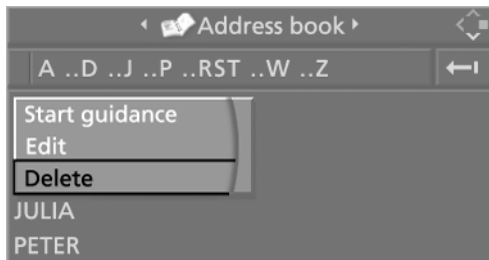 Address book
A ..D ..J ..P ..RST ..W ..Z
Start guidance
Edit
Delete
JULIA
PETER